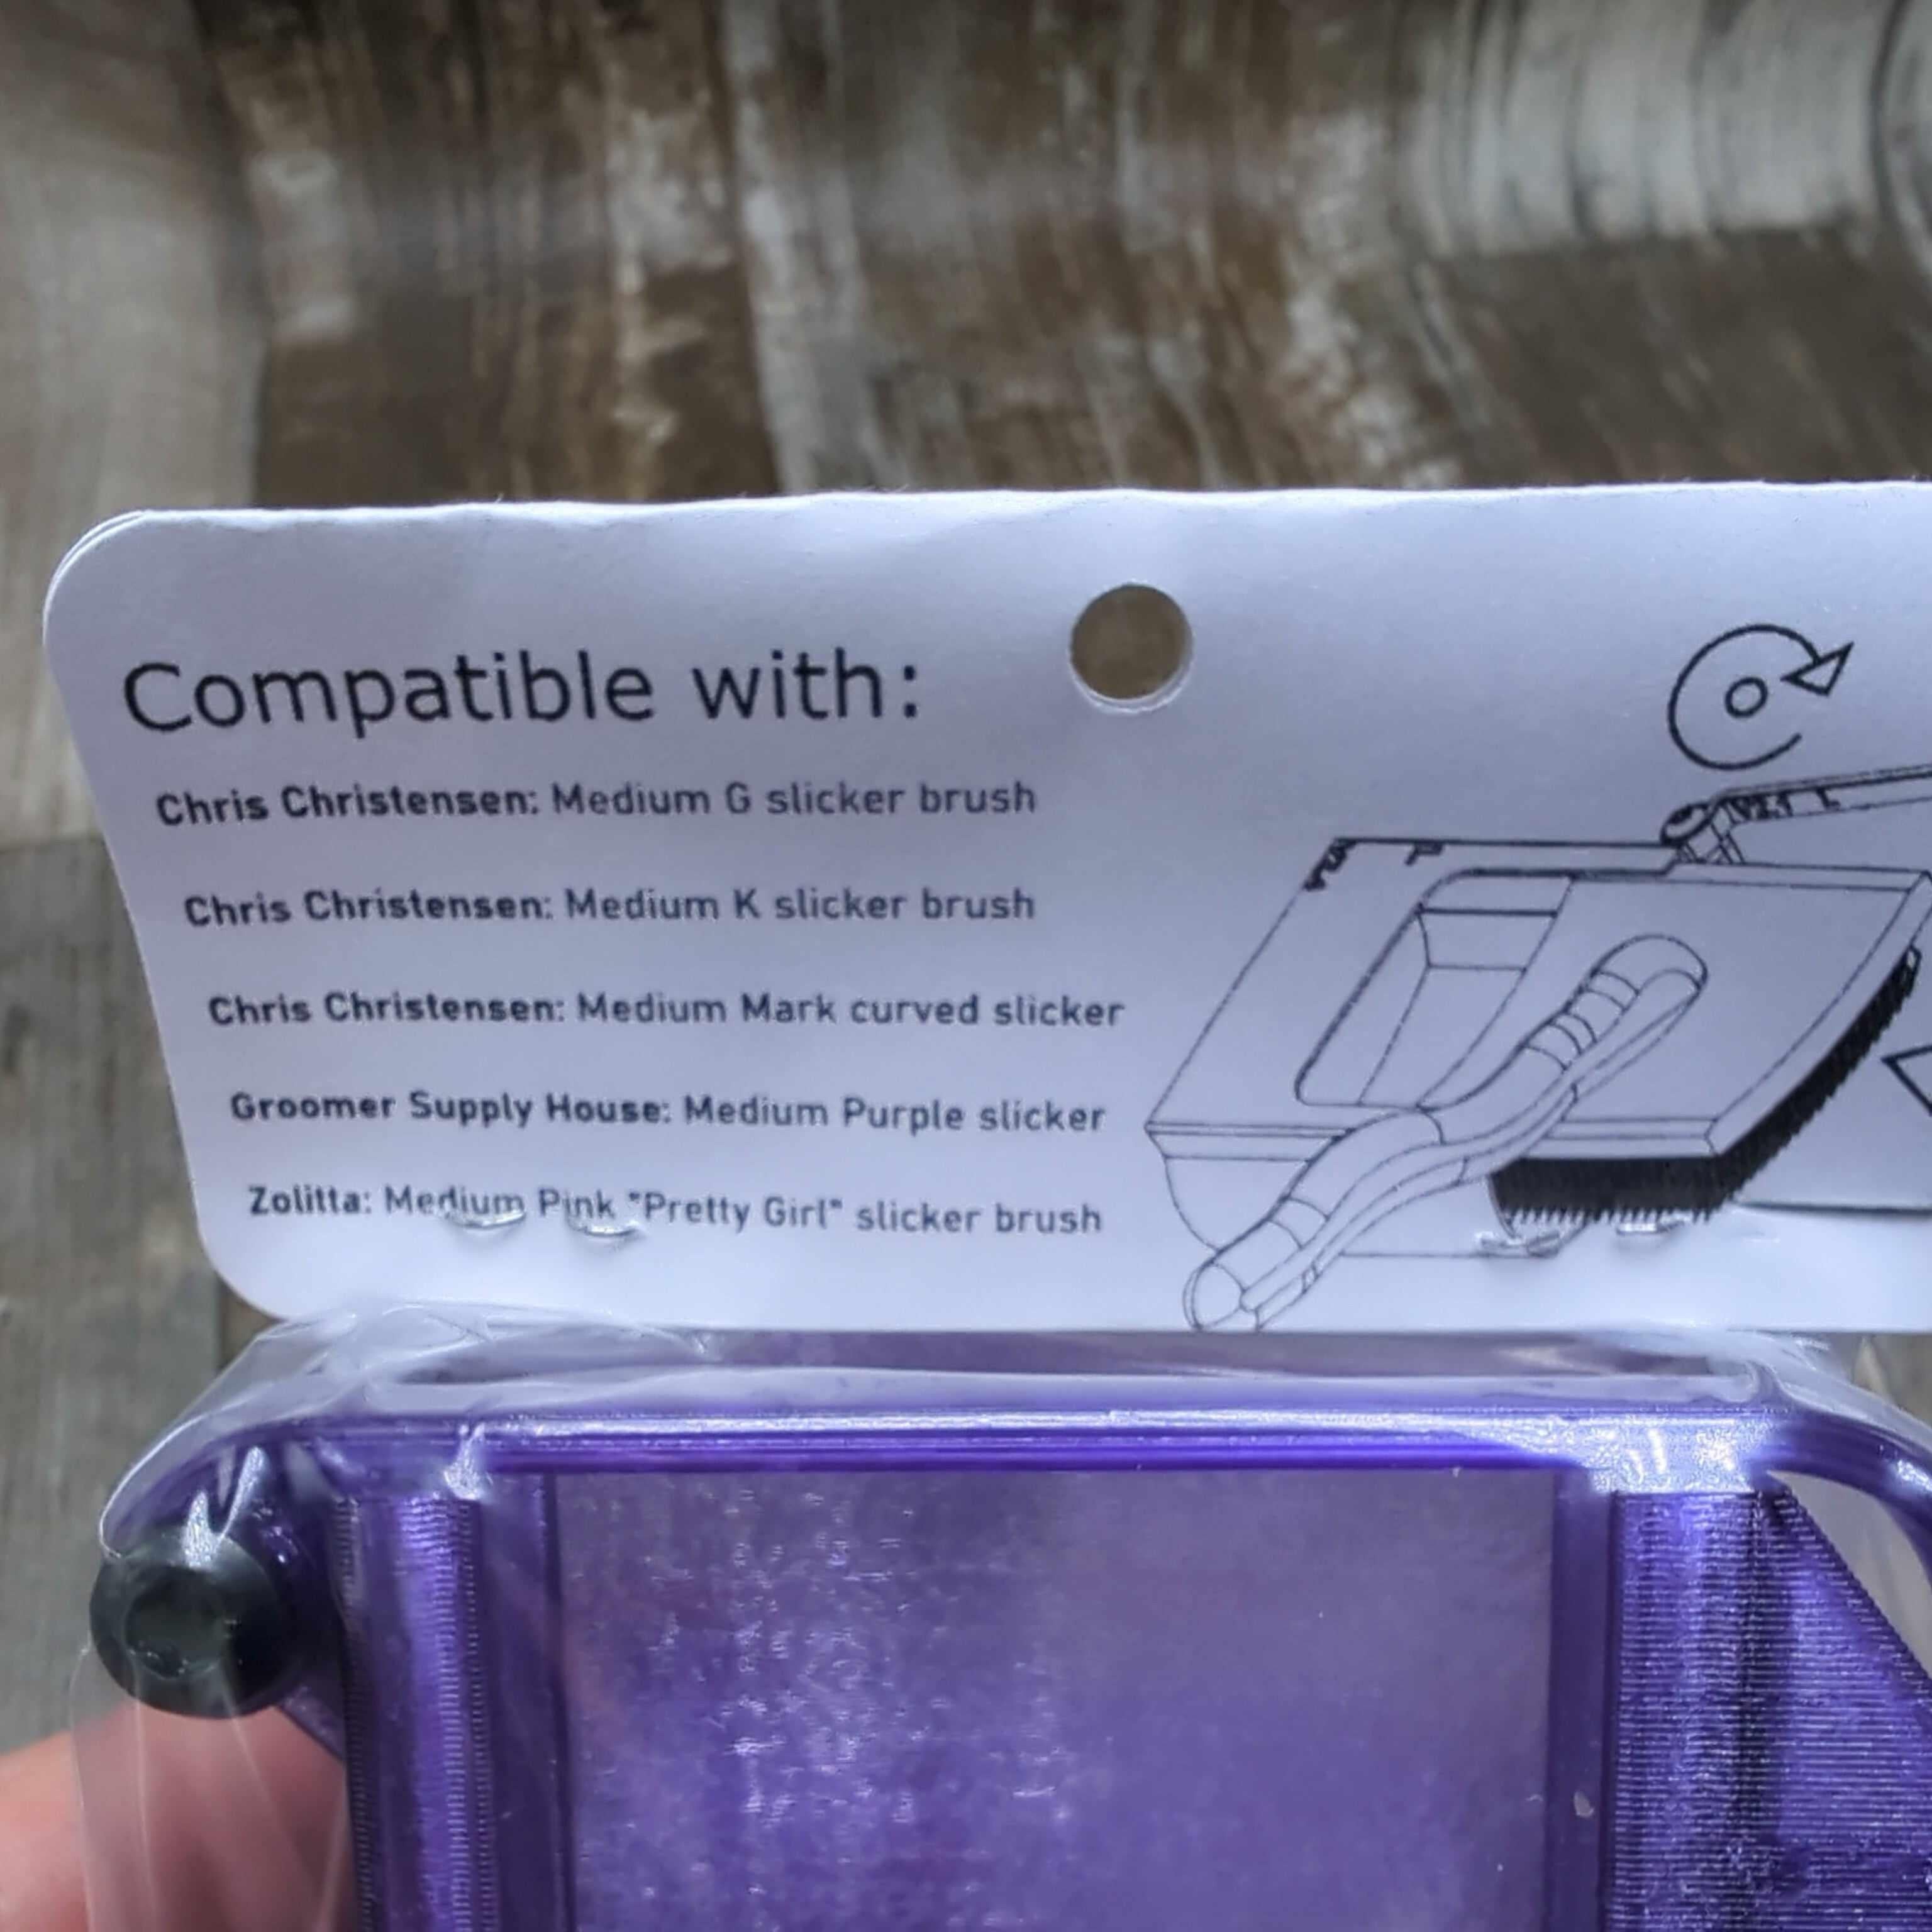 Compatible with:
Chris Christensen: Medium G slicker brush
Chris Christensen: Medium K slicker brush
Chris Christensen: Medium Mark curved slicker
Groomer Supply House: Medium Purple slicker
Zolitta: Medium Pink "Pretty Girl" slicker brush